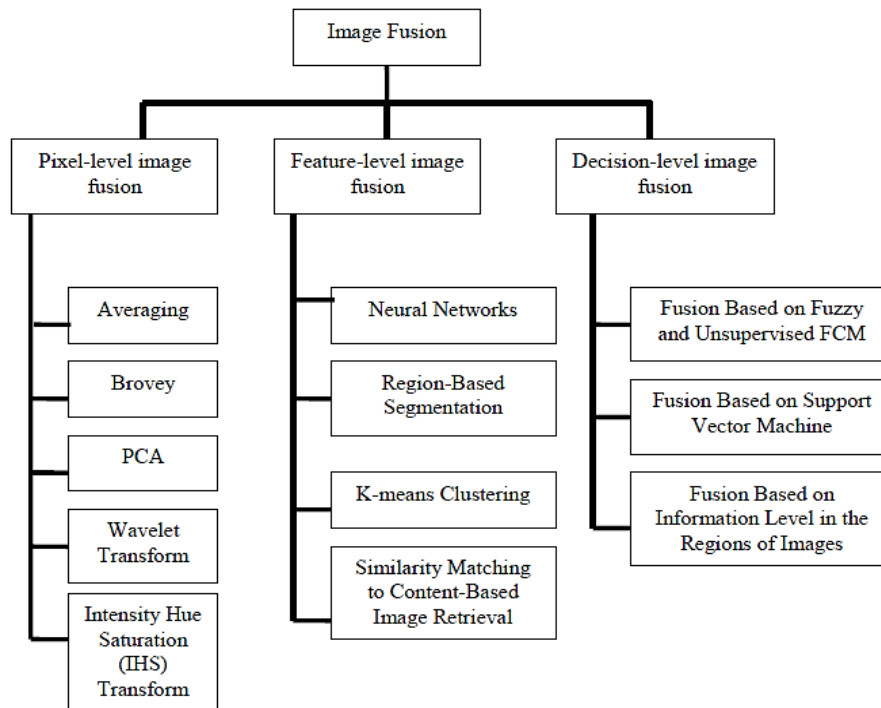 Image Fusion
Pixel-level image
fusion
Feature-level image
fusion
Decision-level image
fusion
Averaging
Brovey
PCA
Wavelet
Transform
Intensity Hue
Saturation
(IHS)
Transform
Neural Networks
Region-Based
Segmentation
K-means Clustering
Similarity Matching
to Content-Based
Image Retrieval
Fusion Based on Fuzzy
and Unsupervised FCM
Fusion Based on Support
Vector Machine
Fusion Based on
Information Level in the
Regions of Images